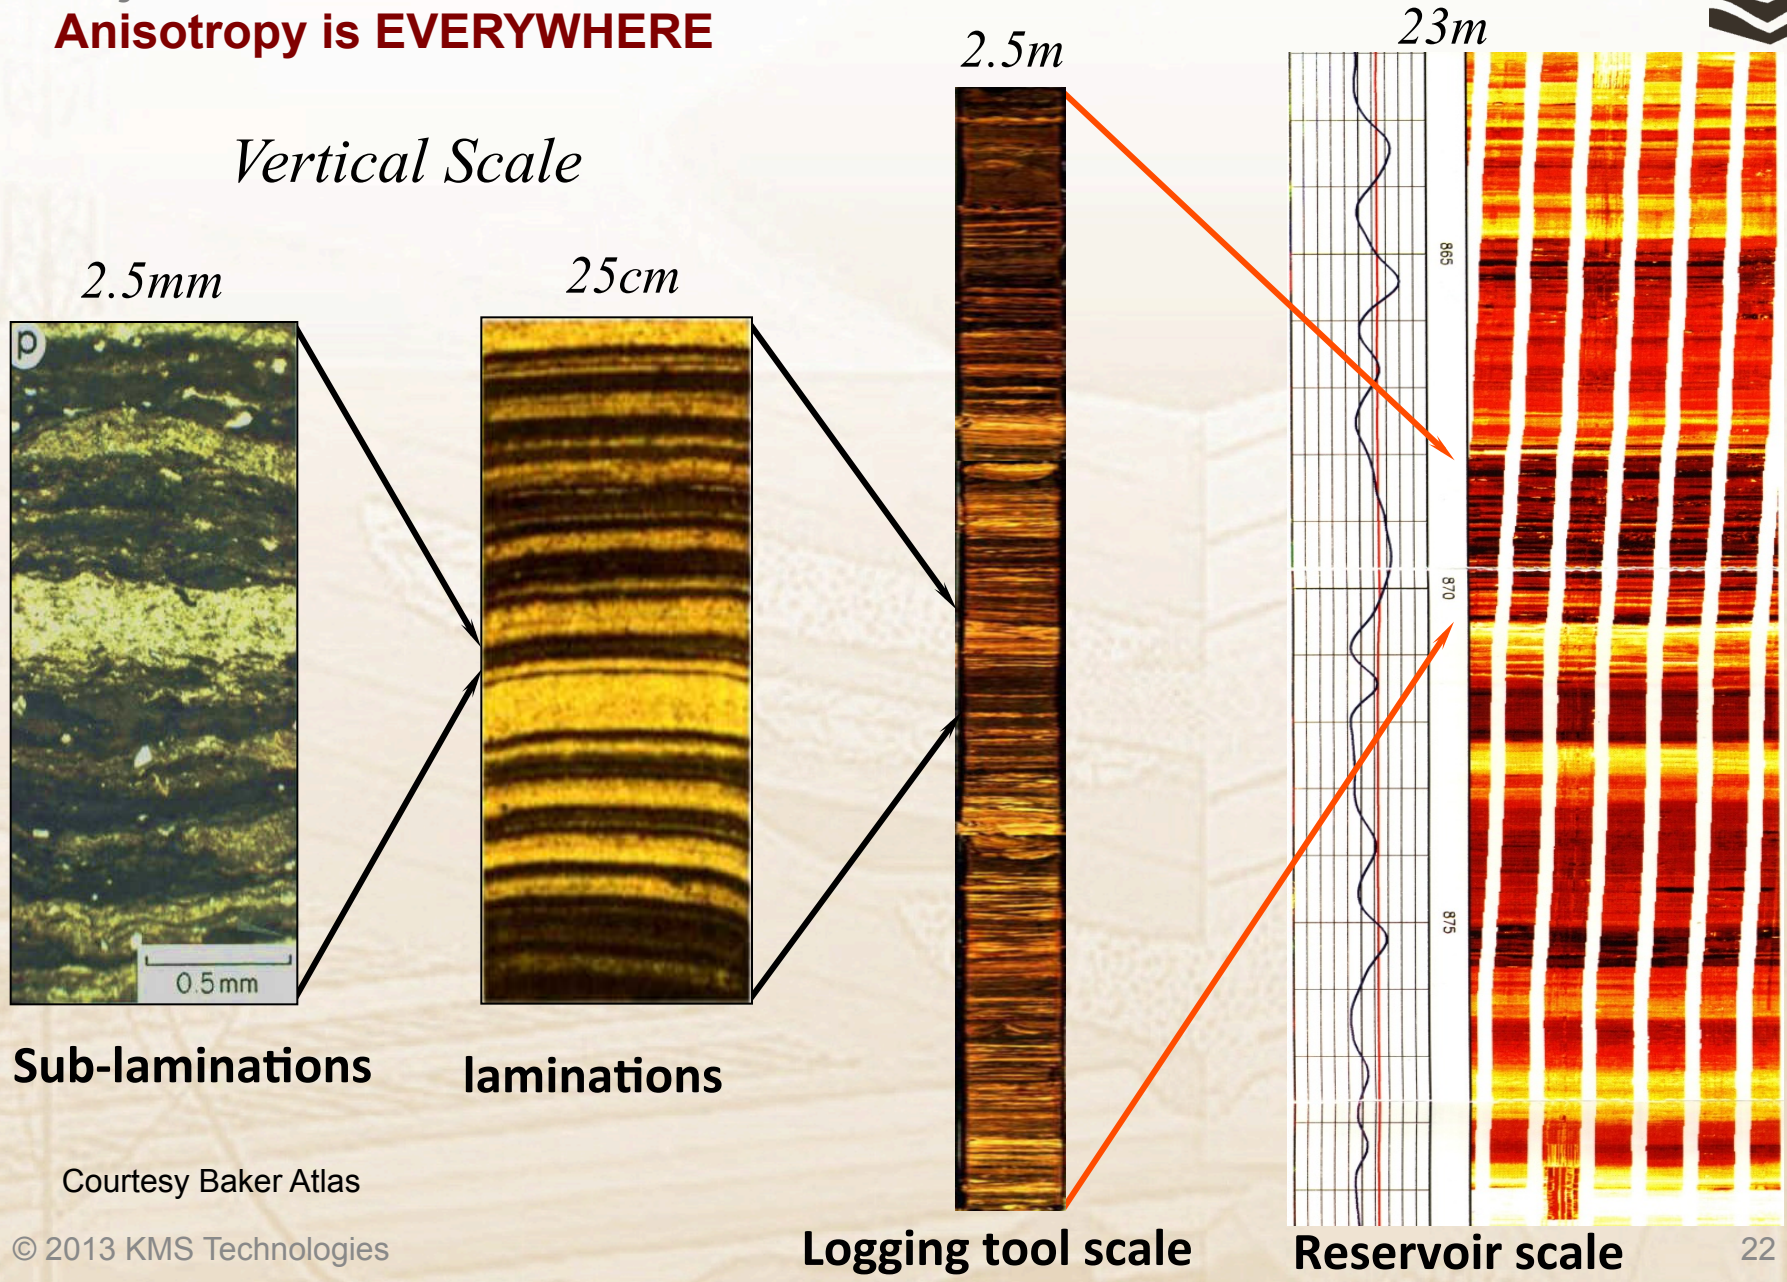 Anisotropy is EVERYWHERE
Vertical Scale
2.5mm
25cm
2.5m
23m
p
0.5mm
865
870
875
Sub-laminations
laminations
Logging tool scale
Reservoir scale
Courtesy Baker Atlas
© 2013 KMS Technologies
22